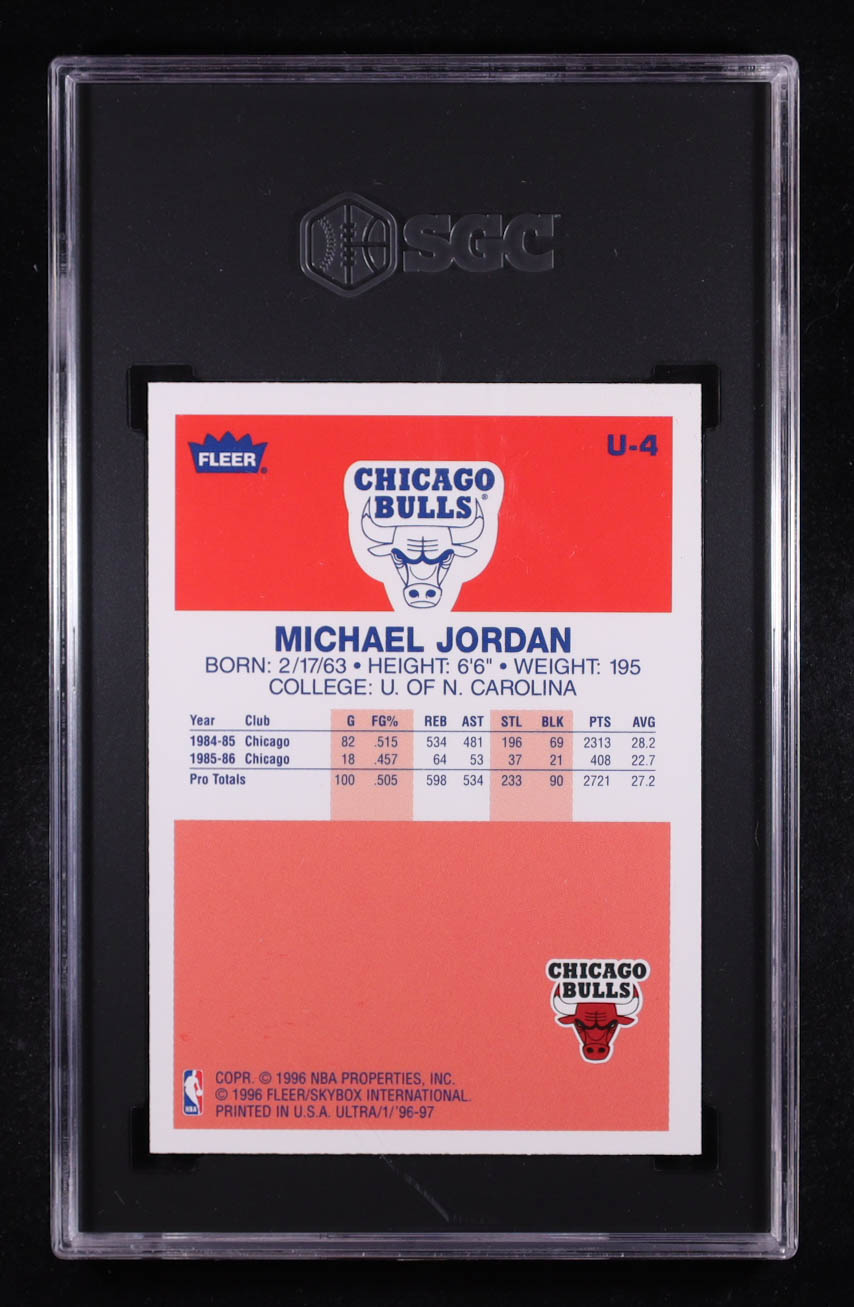 SGC
FLEER®
U-4
CHICAGO
BULLS®
MICHAEL JORDAN
BORN: 2/17/63 • HEIGHT: 6'6" • WEIGHT: 195
COLLEGE: U. OF N. CAROLINA
Year Club G FG% REB AST STL BLK PTS AVG
1984-85 Chicago 82 .515 534 481 196 69 2313 28.2
1985-86 Chicago 18 .457 64 53 37 21 408 22.7
Pro Totals 100 .505 598 534 233 90 2721 27.2
CHICAGO
BULLS
NBA
COPR. © 1996 NBA PROPERTIES, INC.
© 1996 FLEER/SKYBOX INTERNATIONAL.
PRINTED IN U.S.A. ULTRA/1/'96-97